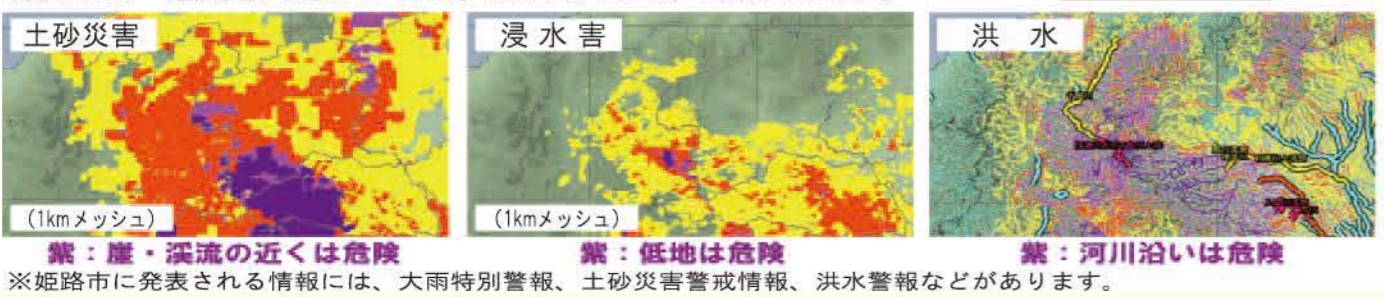 土砂災害
浸水害
洪 水
(1kmメッシュ)
(1kmメッシュ)
紫：崖・渓流の近くは危険
紫：低地は危険
紫：河川沿いは危険
※姫路市に発表される情報には、大雨特別警報、土砂災害警戒情報、洪水警報などがあります。